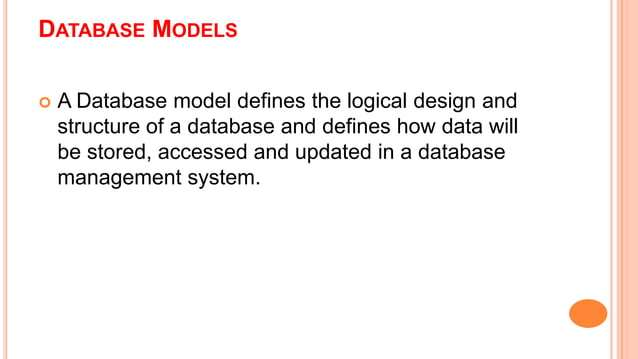 DATABASE MODELS
A Database model defines the logical design and
structure of a database and defines how data will
be stored, accessed and updated in a database
management system.